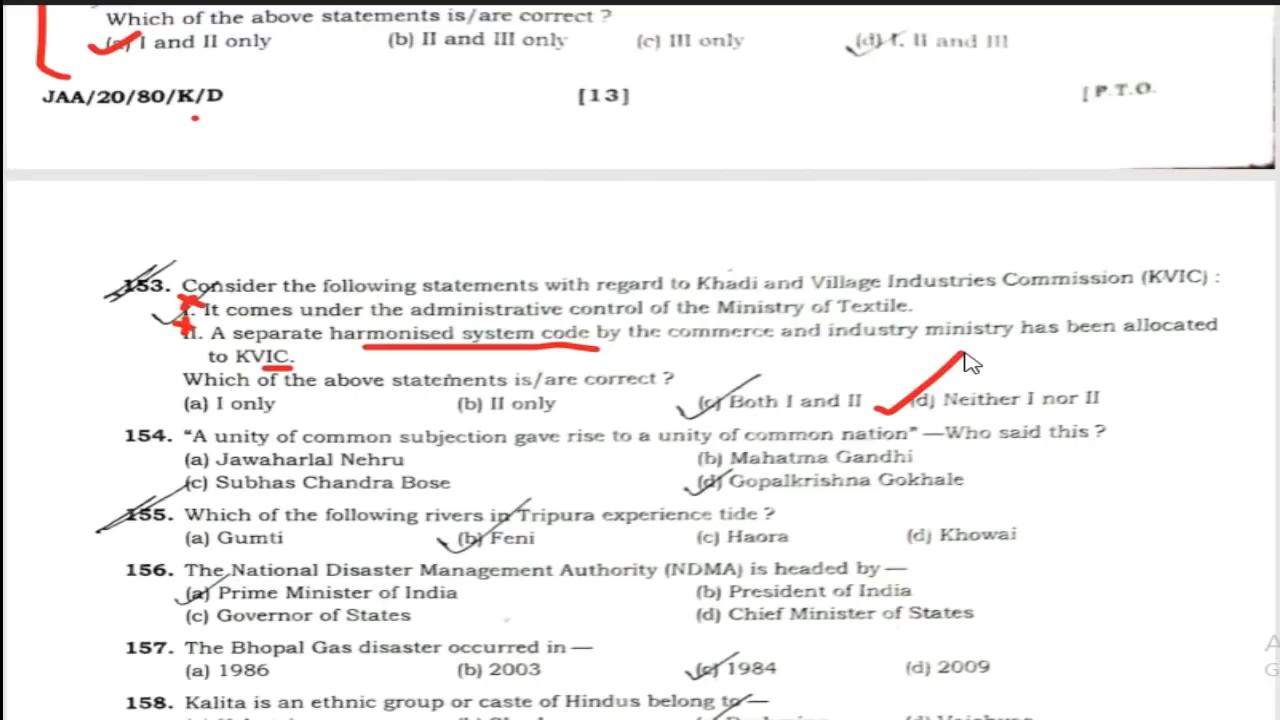 Which of the above statements is/are correct ?
(a) I and II only (b) II and III only (c) III only (d) I, II and III
JAA/20/80/K/D [13] [ P.T.O.
153. Consider the following statements with regard to Khadi and Village Industries Commission (KVIC) :
I. It comes under the administrative control of the Ministry of Textile.
II. A separate harmonised system code by the commerce and industry ministry has been allocated
to KVIC.
Which of the above statements is/are correct ?
(a) I only (b) II only (c) Both I and II (d) Neither I nor II
154. “A unity of common subjection gave rise to a unity of common nation” —Who said this ?
(a) Jawaharlal Nehru (b) Mahatma Gandhi
(c) Subhas Chandra Bose (d) Gopalkrishna Gokhale
155. Which of the following rivers in Tripura experience tide ?
(a) Gumti (b) Feni (c) Haora (d) Khowai
156. The National Disaster Management Authority (NDMA) is headed by —
(a) Prime Minister of India (b) President of India
(c) Governor of States (d) Chief Minister of States
157. The Bhopal Gas disaster occurred in —
(a) 1986 (b) 2003 (c) 1984 (d) 2009
158. Kalita is an ethnic group or caste of Hindus belong to —